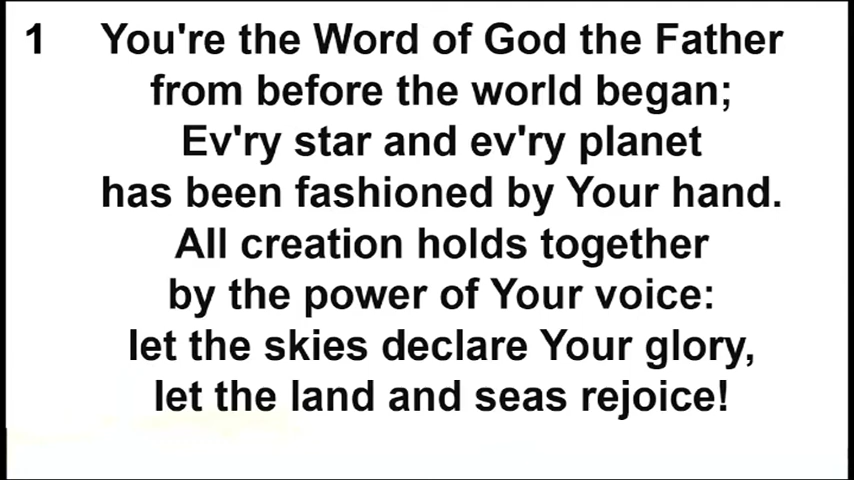 1 You're the Word of God the Father
from before the world began;
Ev'ry star and ev'ry planet
has been fashioned by Your hand.
All creation holds together
by the power of Your voice:
let the skies declare Your glory,
let the land and seas rejoice!